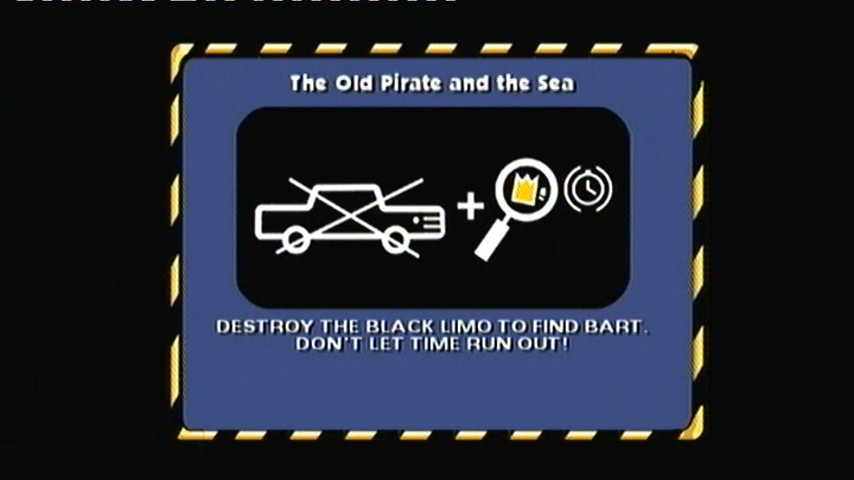 The Old Pirate and the Sea
DESTROY THE BLACK LIMO TO FIND BART.
DON'T LET TIME RUN OUT!